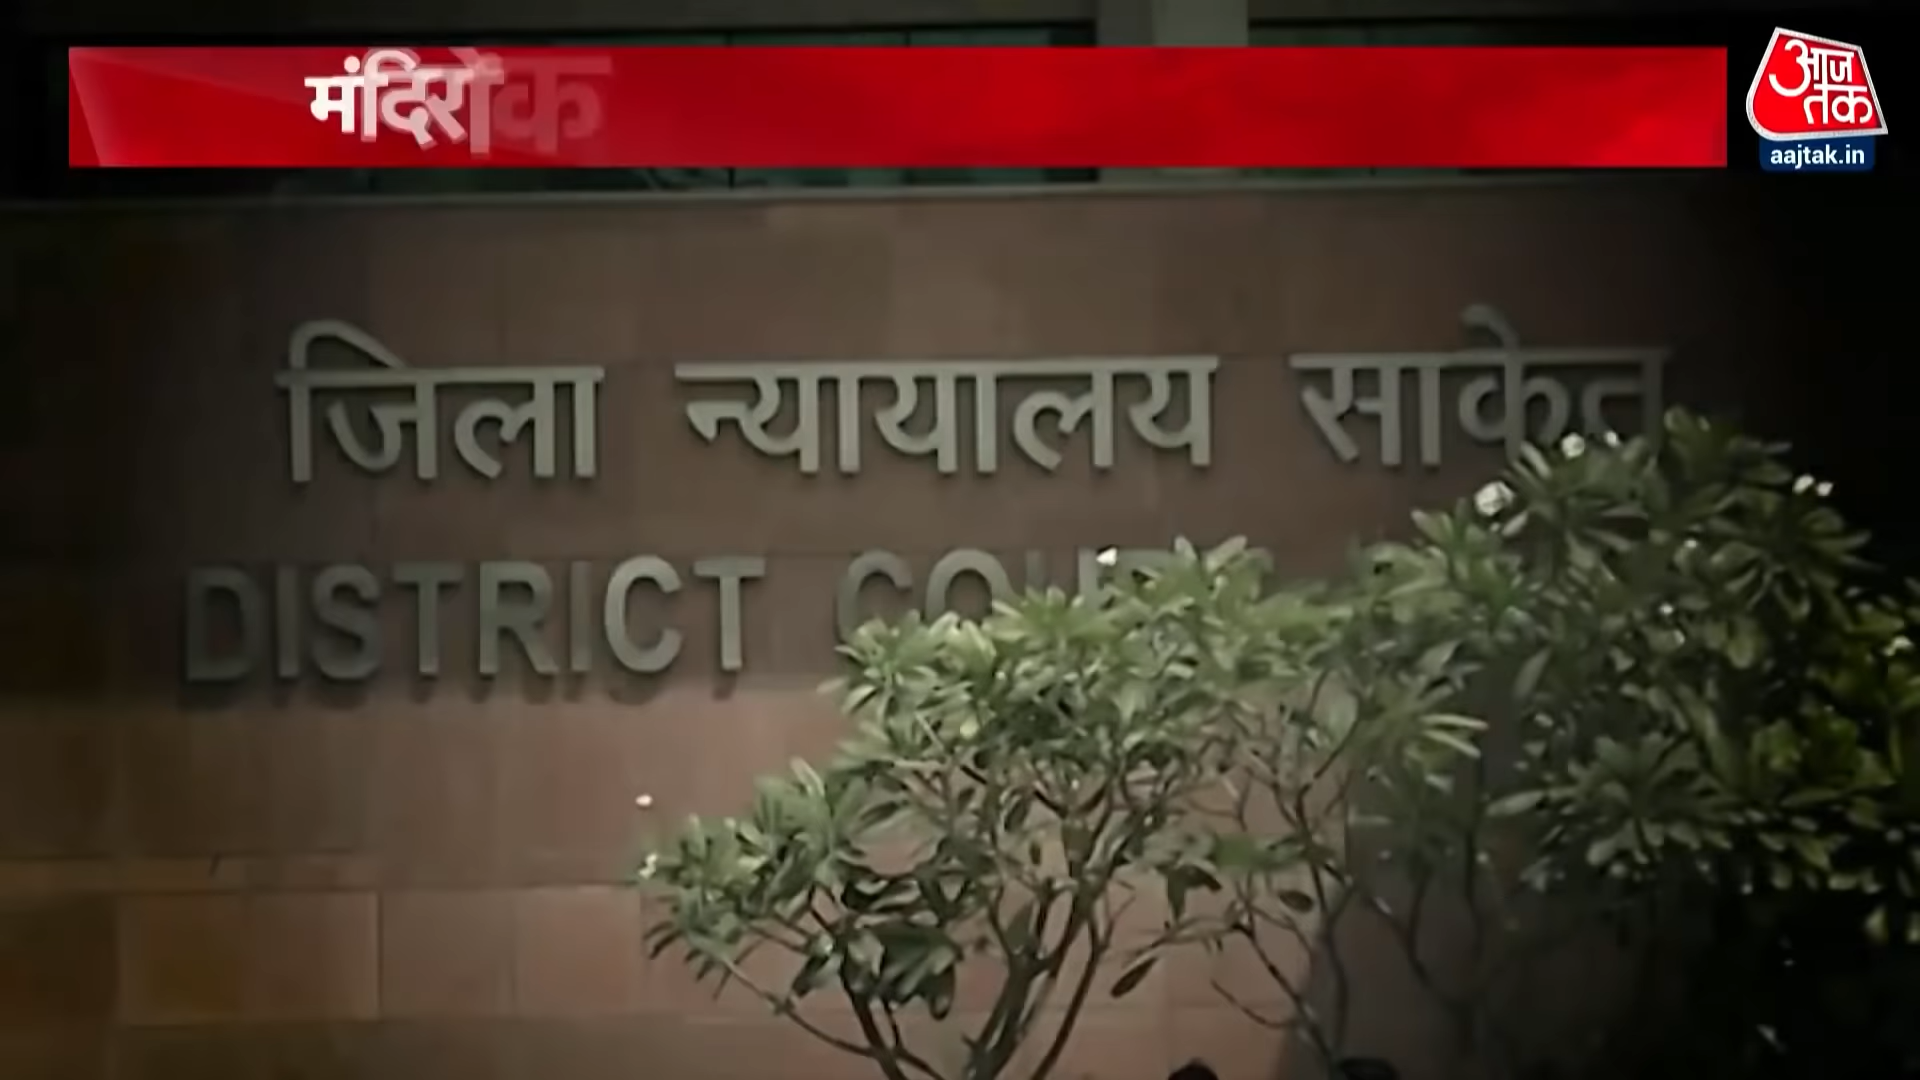 मंदिरों क
आज तक
aajtak.in
जिला न्यायालय साकेत
DISTRICT